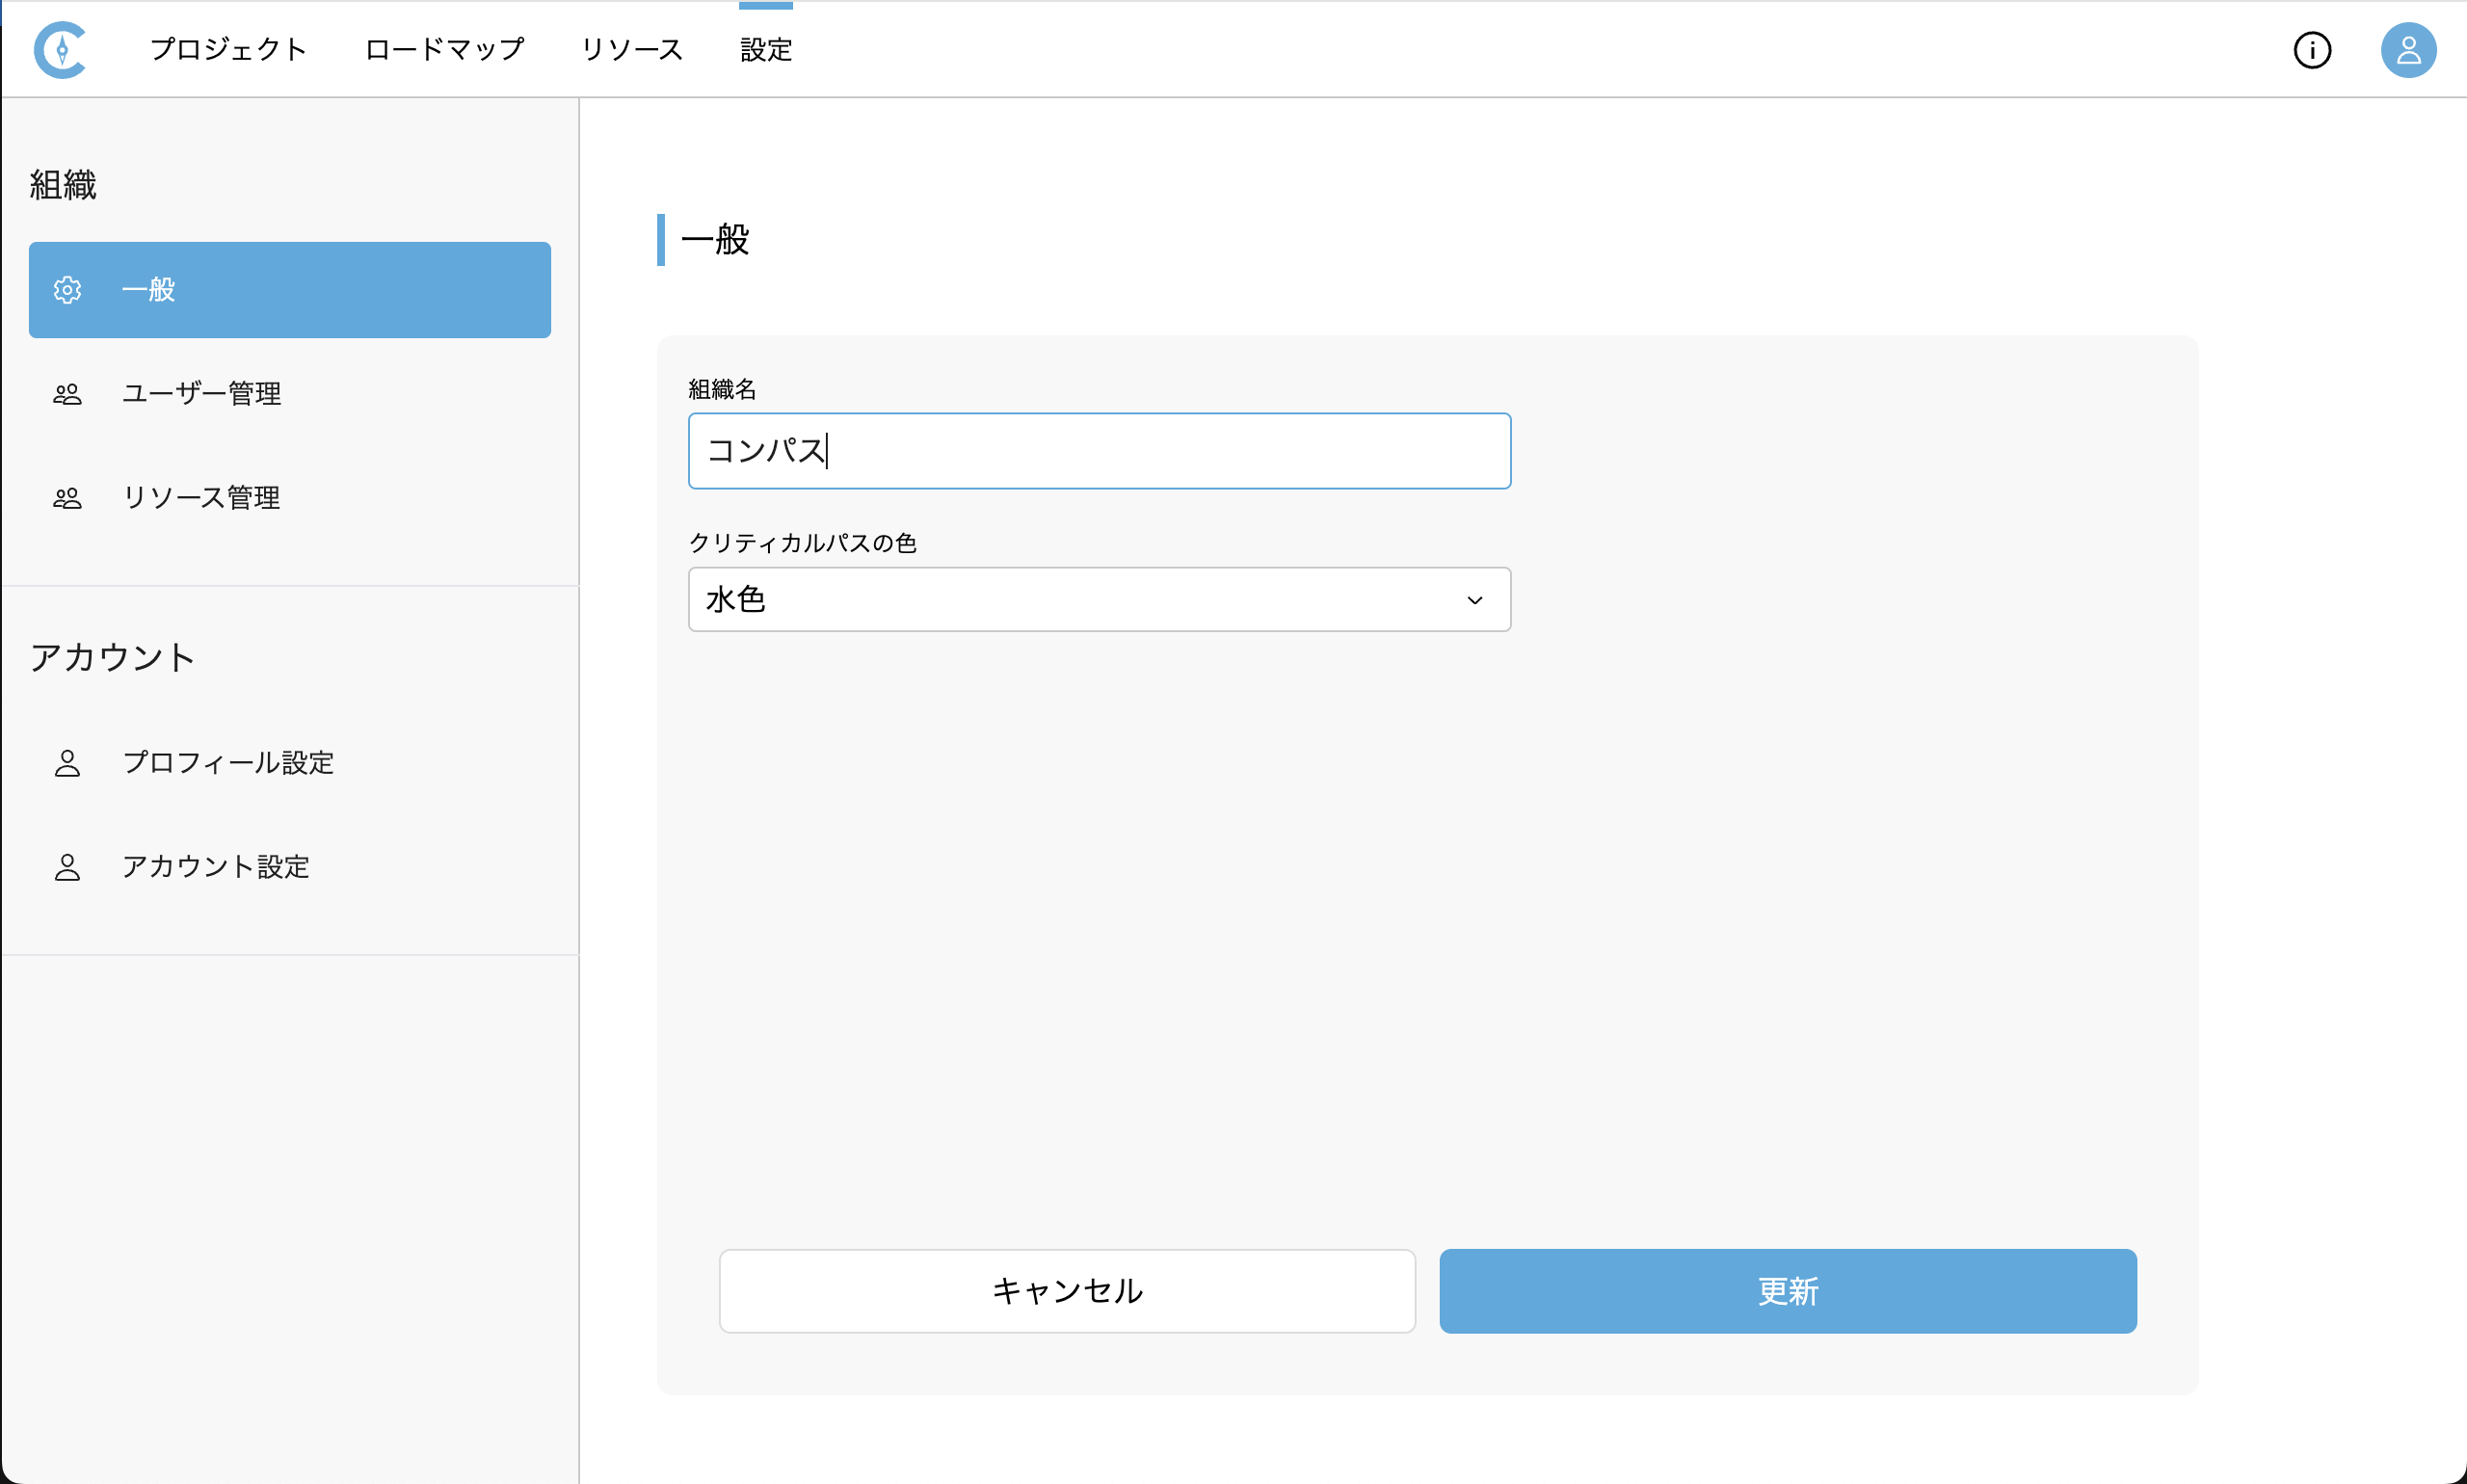 プロジェクト ロードマップ リソース 設定
組織
一般
ユーザー管理
リソース管理
アカウント
プロフィール設定
アカウント設定
一般
組織名
コンパス
クリティカルパスの色
水色
キャンセル 更新